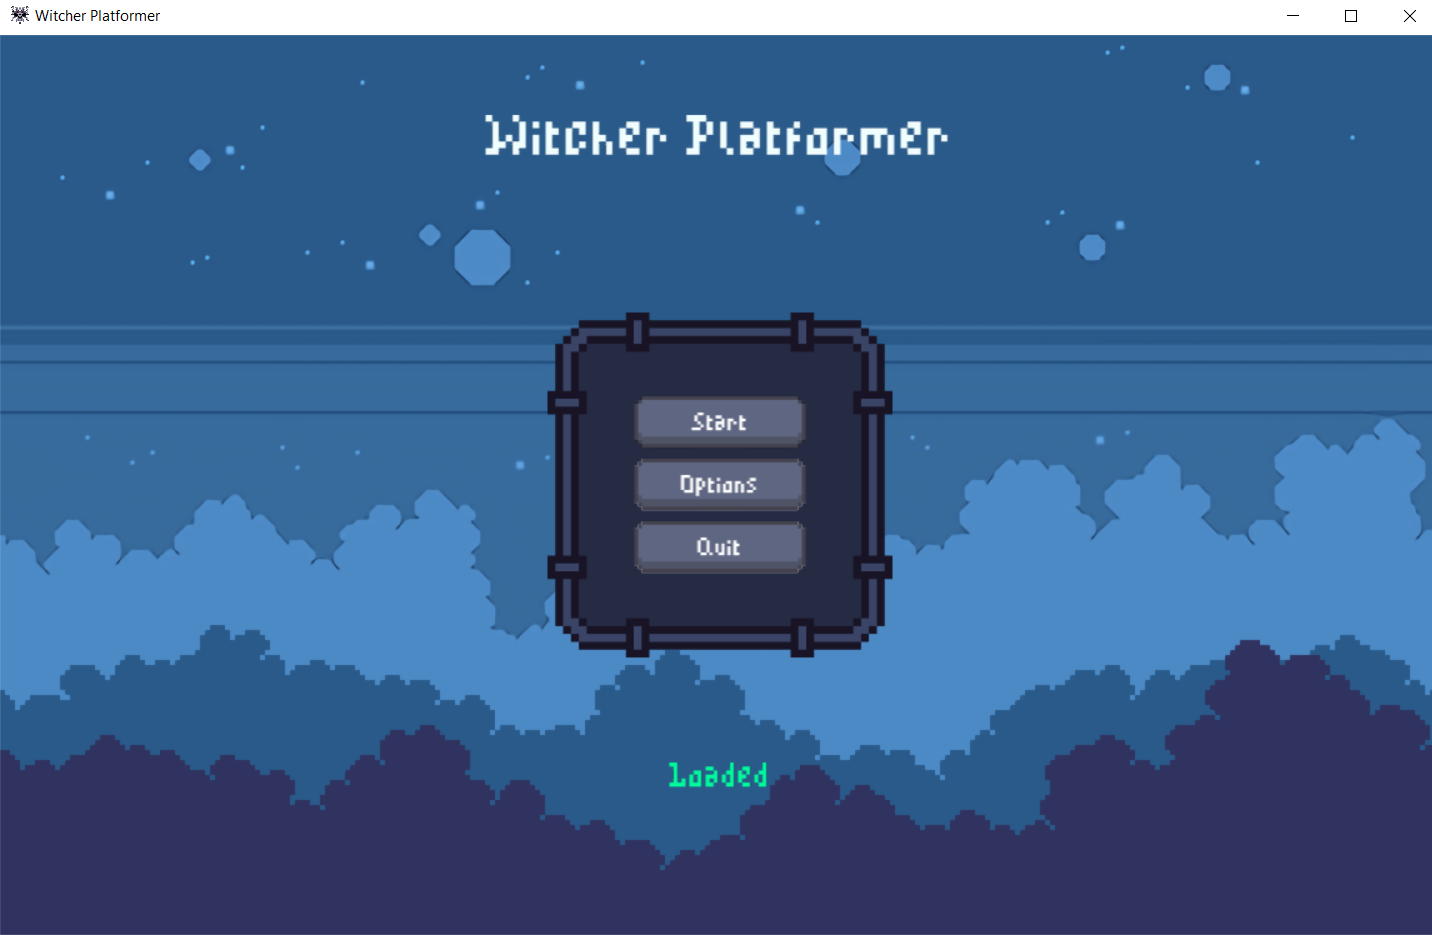 Witcher Platformer
Witcher Platformer
Start
Options
Quit
Loaded